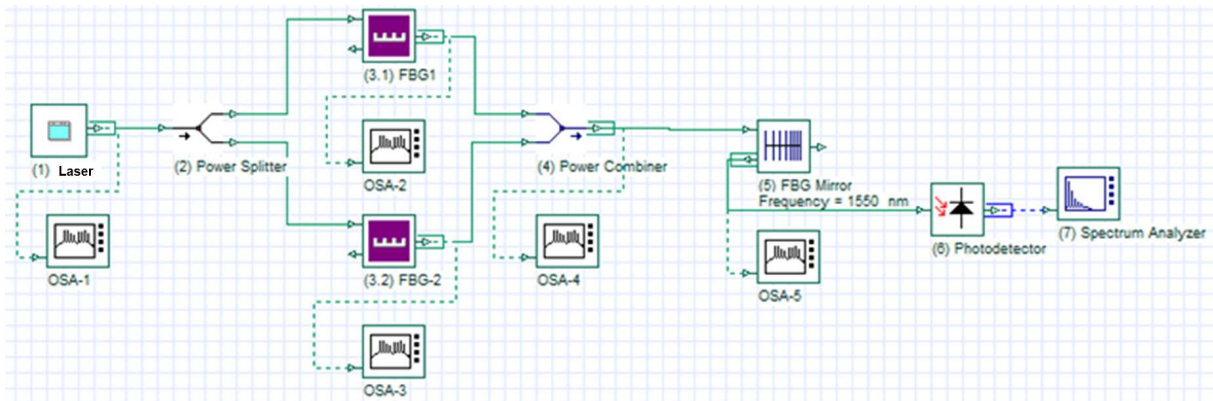 (3.1) FBG1
(1) Laser
(2) Power Splitter
OSA-2
(4) Power Combiner
(5) FBG Mirror
Frequency = 1550 nm
(6) Photodetector
(7) Spectrum Analyzer
OSA-1
(3.2) FBG-2
OSA-4
OSA-5
OSA-3